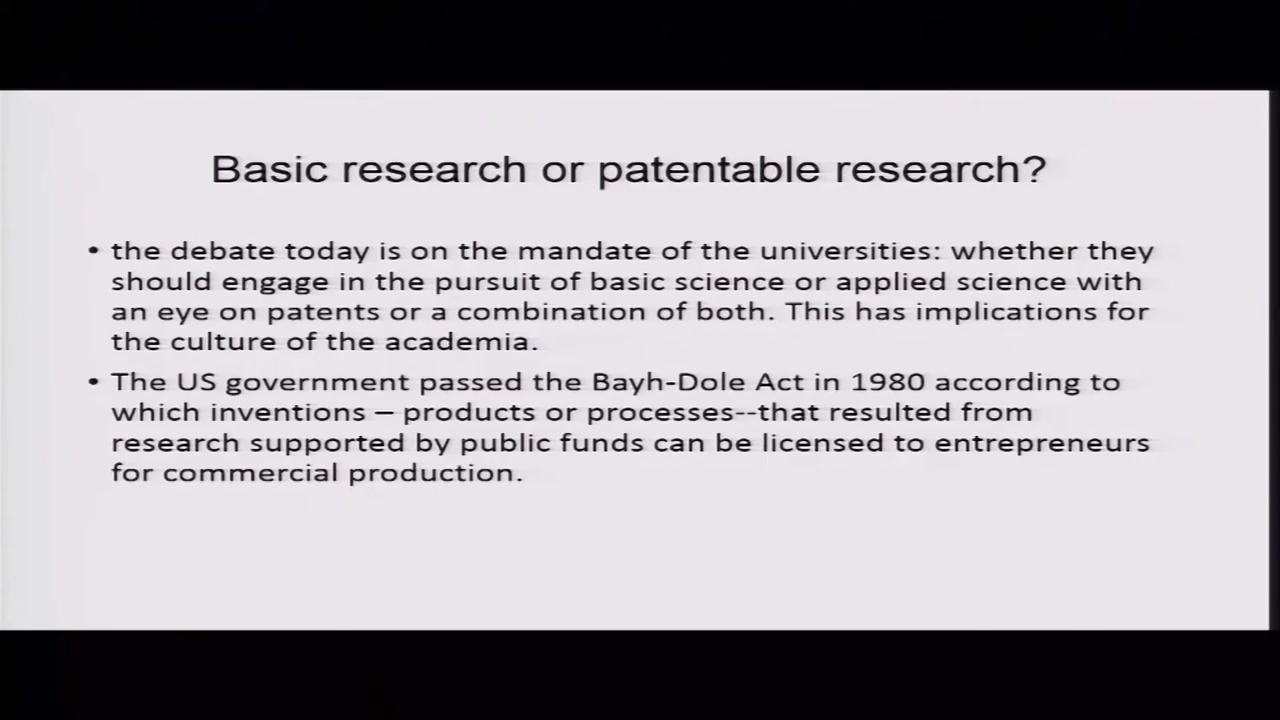 Basic research or patentable research?
• the debate today is on the mandate of the universities: whether they
should engage in the pursuit of basic science or applied science with
an eye on patents or a combination of both. This has implications for
the culture of the academia.
• The US government passed the Bayh-Dole Act in 1980 according to
which inventions – products or processes--that resulted from
research supported by public funds can be licensed to entrepreneurs
for commercial production.